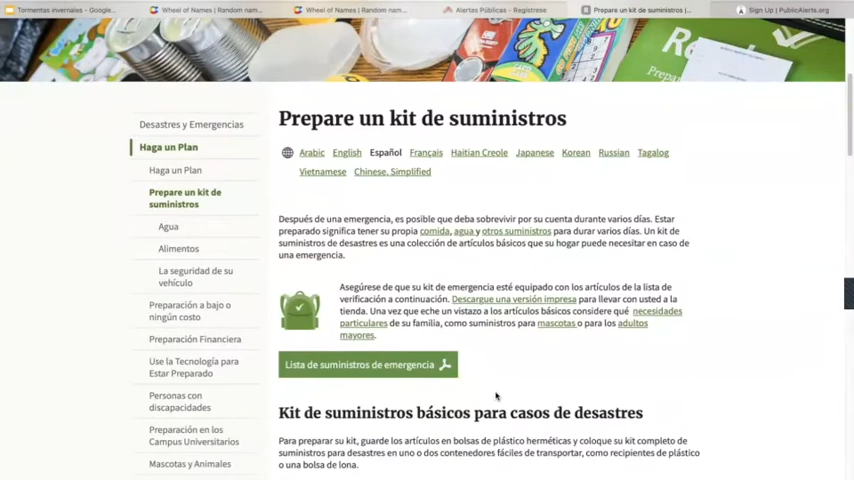 Tormentas invernales - Google...
Wheel of Names | Random nam...
Wheel of Names | Random nam...
Alertas Públicas - Regístrese
Prepare un kit de suministros |...
Sign Up | PublicAlerts.org
Prepare un kit de suministros
Arabic English Español Français Haitian Creole Japanese Korean Russian Tagalog
Vietnamese Chinese, Simplified
Después de una emergencia, es posible que deba sobrevivir por su cuenta durante varios días. Estar
preparado significa tener su propia comida, agua y otros suministros para durar varios días. Un kit de
suministros de desastres es una colección de artículos básicos que su hogar puede necesitar en caso de
una emergencia.
Asegúrese de que su kit de emergencia esté equipado con los artículos de la lista de
verificación a continuación. Descargue una versión impresa para llevar con usted a la
tienda. Una vez que eche un vistazo a los artículos básicos considere qué necesidades
particulares de su familia, como suministros para mascotas o para los adultos
mayores.
Lista de suministros de emergencia
Kit de suministros básicos para casos de desastres
Para preparar su kit, guarde los artículos en bolsas de plástico herméticas y coloque su kit completo de
suministros para desastres en uno o dos contenedores fáciles de transportar, como recipientes de plástico
o una bolsa de lona.
Desastres y Emergencias
Haga un Plan
Haga un Plan
Prepare un kit de
suministros
Agua
Alimentos
La seguridad de su
vehículo
Preparación a bajo o
ningún costo
Preparación Financiera
Use la Tecnología para
Estar Preparado
Personas con
discapacidades
Preparación en los
Campus Universitarios
Mascotas y Animales